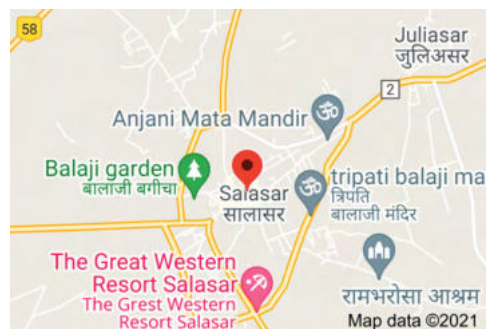 58
Juliasar
जुलिअसर
2
Anjani Mata Mandir
Balaji garden
बालाजी बगीचा
Salasar
सालासर
tripati balaji ma
त्रिपति
बालाजी मंदिर
The Great Western
Resort Salasar
The Grest Western
Resort Salasar
रामभरोसा आश्रम
Map data ©2021